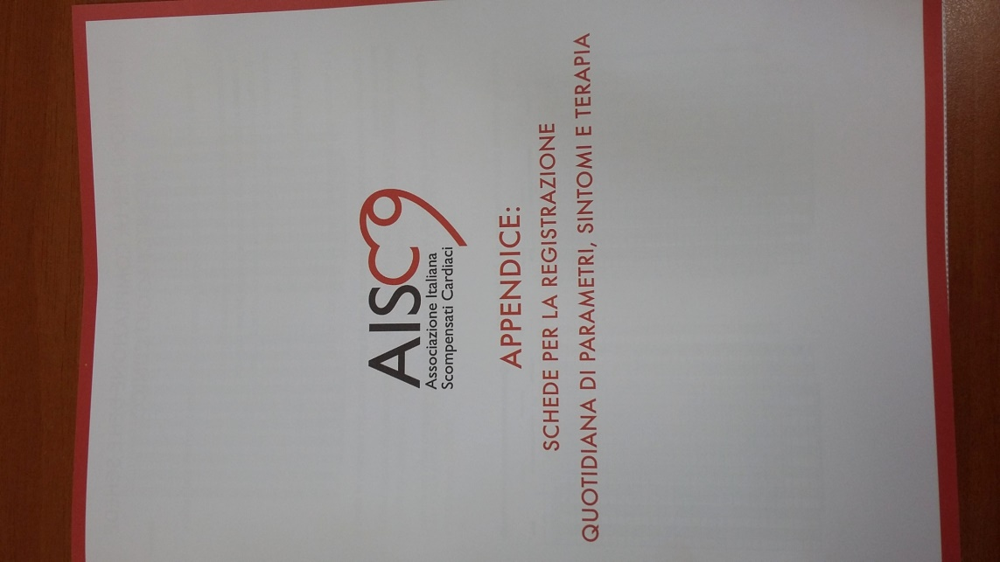 AISC
Associazione Italiana
Scompensati Cardiaci
APPENDICE:
SCHEDE PER LA REGISTRAZIONE
QUOTIDIANA DI PARAMETRI, SINTOMI E TERAPIA